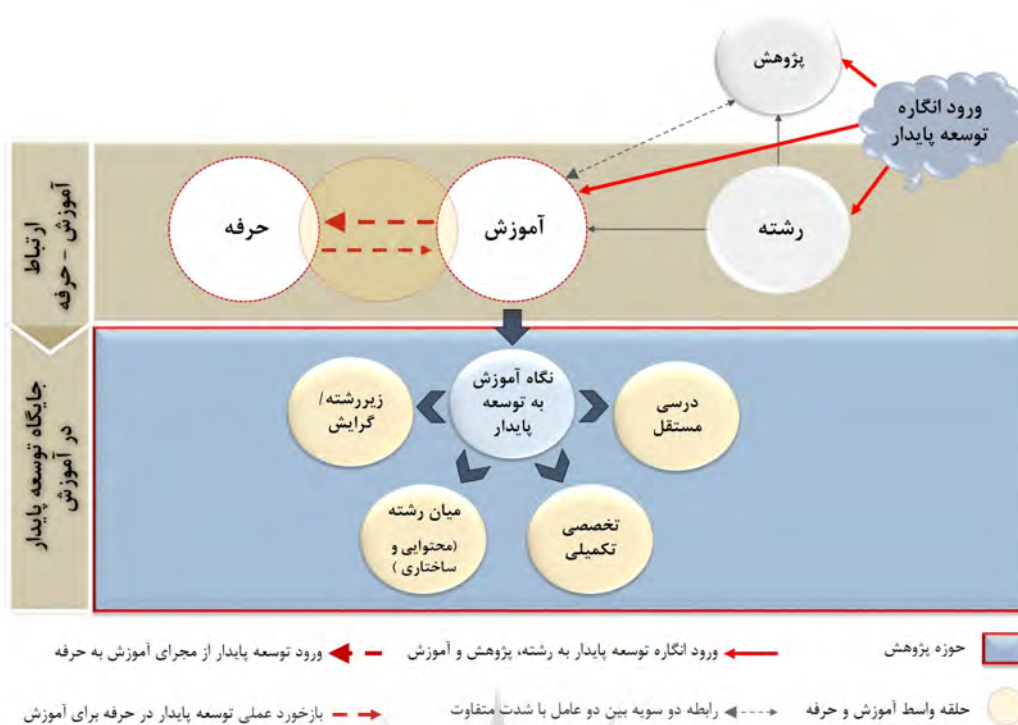 پژوهش
ورود انگاره
توسعه پایدار
ارتباط
آموزش - حرفه
رشته
آموزش
حرفه
جایگاه توسعه پایدار
در آموزش
نگاه آموزش
به توسعه
پایدار
درسی
مستقل
زیررشته/
گرایش
تخصصی
تکمیلی
میان رشته
(محتوایی و
ساختاری )
حوزه پژوهش
ورود انگاره توسعه پایدار به رشته، پژوهش و آموزش
ورود توسعه پایدار از مجرای آموزش به حرفه
حلقه واسط آموزش و حرفه
رابطه دو سویه بین دو عامل با شدت متفاوت
بازخورد عملی توسعه پایدار در حرفه برای آموزش